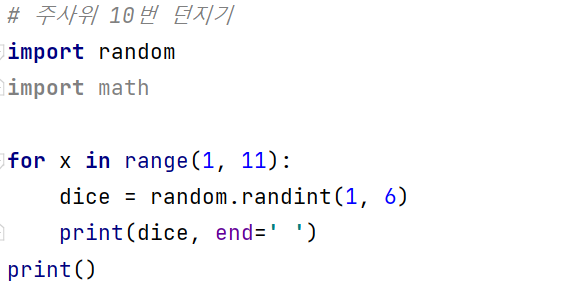 # 주사위 10번 던지기
import random
import math
for x in range(1, 11):
    dice = random.randint(1, 6)
    print(dice, end=' ')
print()